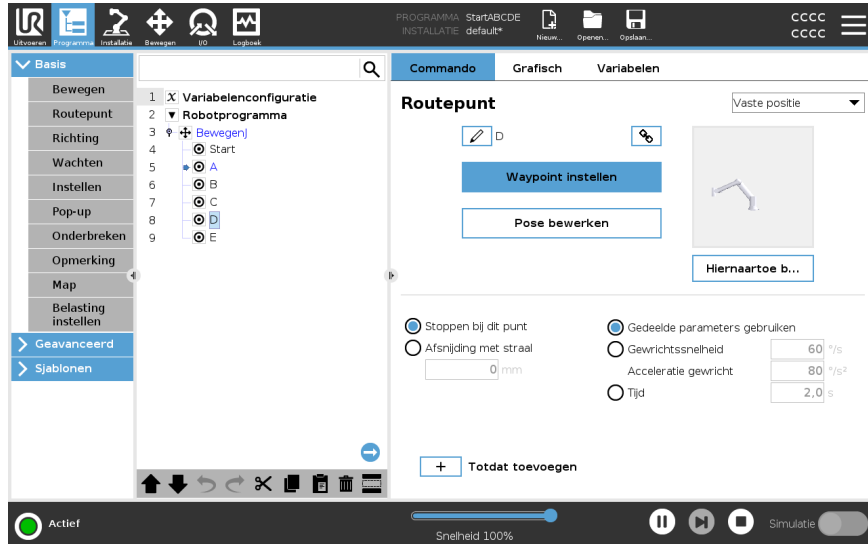 UR
PROGRAMMA StartABCDE
INSTALLATIE default*
Uitvoeren Programma Installatie Bewegen I/O Logboek
Nieuw... Openen... Opslaan...
CCCC
CCCC
Basis
Bewegen
Routepunt
Richting
Wachten
Instellen
Pop-up
Onderbreken
Opmerking
Map
Belasting
instellen
Geavanceerd
Sjablonen
1 X Variabelenconfiguratie
2 Robotprogramma
3 BewegenJ
4 Start
5 A
6 B
7 C
8 D
9 E
Commando Grafisch Variabelen
Routepunt
Vaste positie
D
Waypoint instellen
Pose bewerken
Hiernaartoe b...
Stoppen bij dit punt
Afsnijding met straal
0 mm
Gedeelde parameters gebruiken
Gewrichtssnelheid 60 °/s
Acceleratie gewricht 80 °/s²
Tijd 2,0 s
+ Totdat toevoegen
Actief
Snelheid 100%
Simulatie